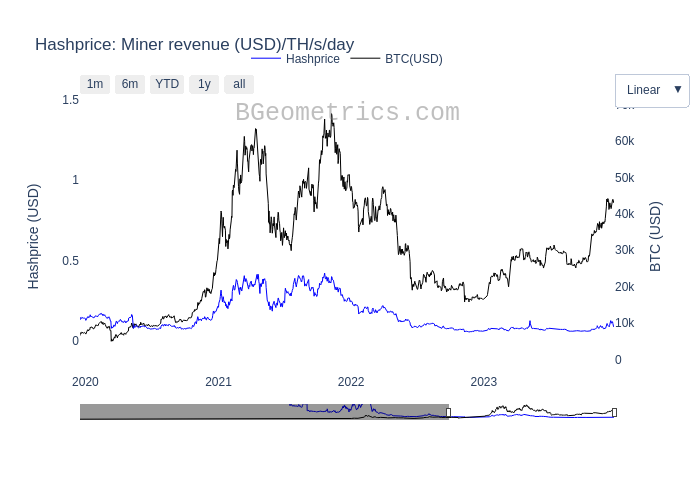 Hashprice: Miner revenue (USD)/TH/s/day
Hashprice BTC(USD)
1m 6m YTD 1y all
Linear ▼
BGeometrics.com
1.5
1
0.5
0
Hashprice (USD)
60k
50k
40k
30k
20k
10k
0
BTC (USD)
2020 2021 2022 2023